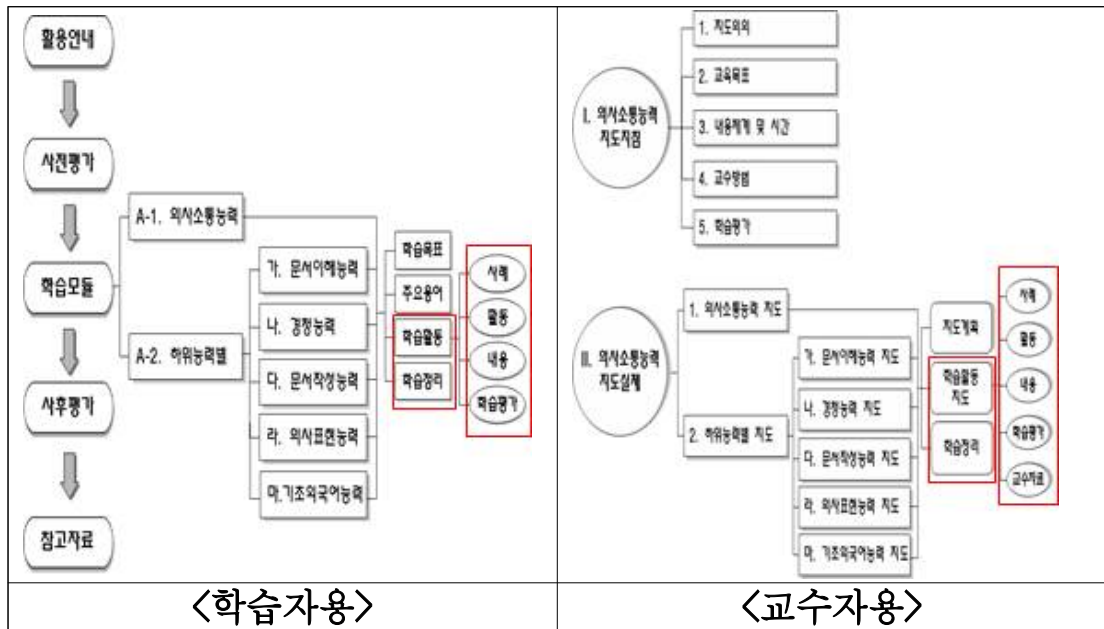 활용안내
사전평가
학습모듈
사후평가
참고자료
A-1. 의사소통능력
A-2. 하위능력별
가. 문서이해능력
나. 경청능력
다. 문서작성능력
라. 의사표현능력
마.기초외국어능력
학습목표
주요용어
학습활동
학습정리
사례
활동
내용
학습평가
<학습자용>
I. 의사소통능력
지도지침
1. 지도의의
2. 교육목표
3. 내용체계 및 시간
4. 교수방법
5. 학습평가
II. 의사소통능력
지도실제
1. 의사소통능력 지도
2. 하위능력별 지도
가. 문서이해능력 지도
나. 경청능력 지도
다. 문서작성능력 지도
라. 의사표현능력 지도
마. 기초외국어능력 지도
지도계획
학습활동
지도
학습정리
사례
활동
내용
학습평가
교수자료
<교수자용>